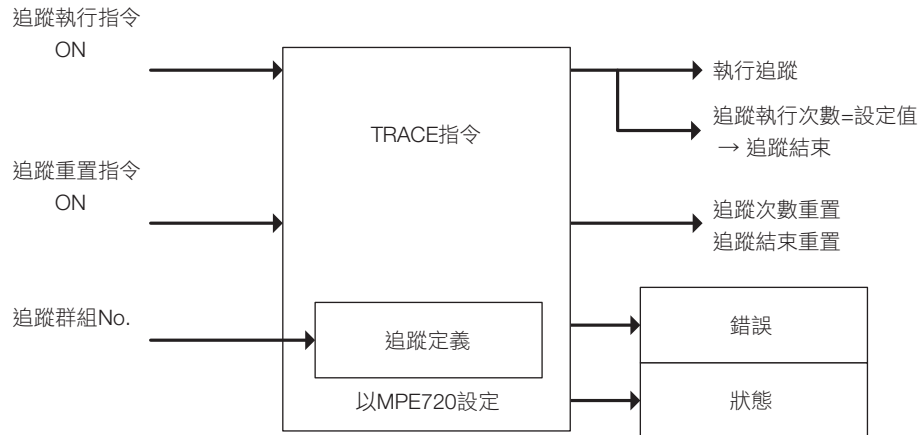 追蹤執行指令
ON
執行追蹤
追蹤執行次數=設定值
→ 追蹤結束
TRACE指令
追蹤重置指令
ON
追蹤次數重置
追蹤結束重置
追蹤群組No.
追蹤定義
以MPE720設定
錯誤
狀態